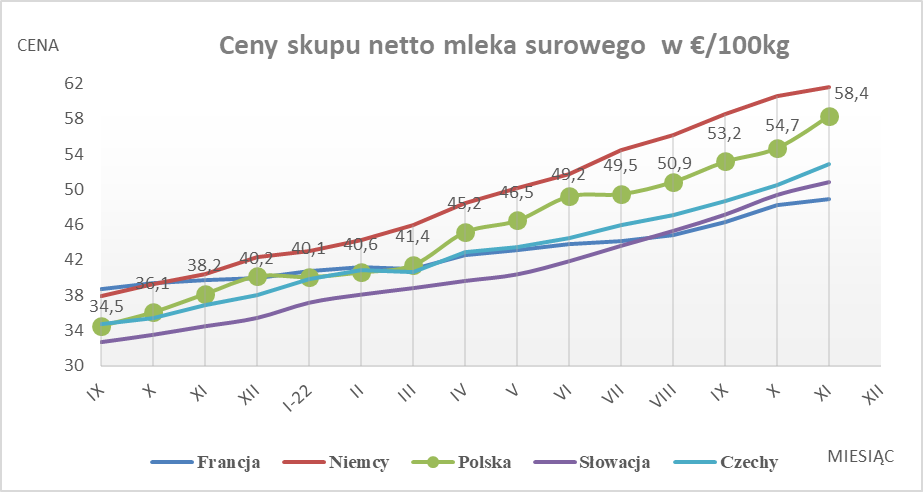 CENA
Ceny skupu netto mleka surowego w €/100kg
62
58
54
50
46
42
38
34
30
34,5
36,1
38,2
40,2
40,1
40,6
41,4
45,2
46,5
49,2
49,5
50,9
53,2
54,7
58,4
IX
X
XI
XII
I-22
II
III
IV
V
VI
VII
VIII
IX
X
XI
XII
MIESIĄC
Francja Niemcy Polska Słowacja Czechy